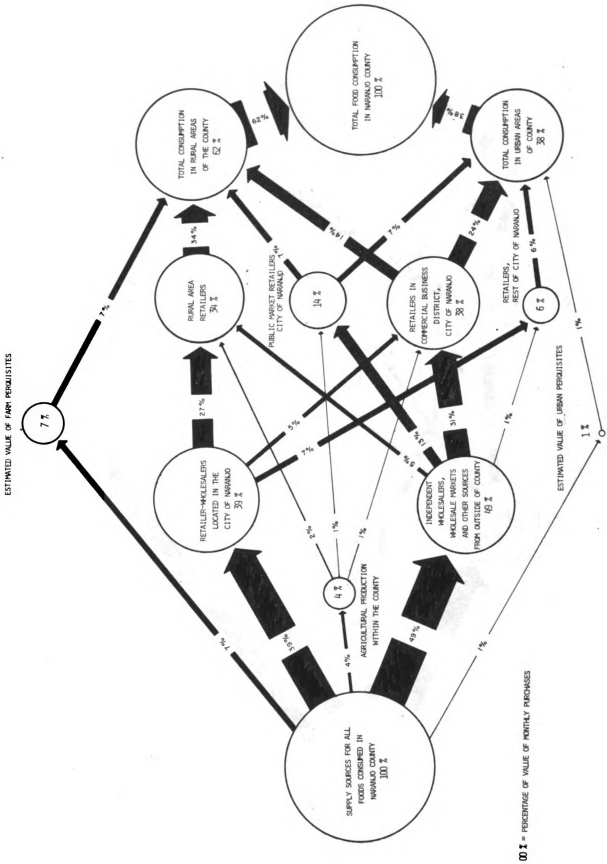 ESTIMATED VALUE OF FARM PERQUISITES
7 %
7%
7%
SUPPLY SOURCES FOR ALL
FOODS CONSUMED IN
NARANJO COUNTY
100 %
39%
4%
49%
1%
RETAILER-WHOLESALERS
LOCATED IN THE
CITY OF NARANJO
39 %
4 %
AGRICULTURAL PRODUCTION
WITHIN THE COUNTY
INDEPENDENT
WHOLESALERS,
WHOLESALE MARKETS
AND OTHER SOURCES
FROM OUTSIDE OF COUNTY
49 %
27%
5%
7%
2%
1%
1%
5%
13%
31%
1%
RURAL AREA
RETAILERS
34 %
PUBLIC MARKET RETAILERS
CITY OF NARANJO
14 %
RETAILERS IN
COMMERCIAL BUSINESS
DISTRICT,
CITY OF NARANJO
38 %
RETAILERS,
REST OF CITY OF NARANJO
6 %
ESTIMATED VALUE OF URBAN PERQUISITES
1 %
34%
7%
14%
7%
24%
6%
1%
TOTAL CONSUMPTION
IN RURAL AREAS
OF THE COUNTY
62 %
TOTAL CONSUMPTION
IN URBAN AREAS
OF COUNTY
38 %
62%
38%
TOTAL FOOD CONSUMPTION
IN NARANJO COUNTY
100 %
00 % = PERCENTAGE OF VALUE OF MONTHLY PURCHASES